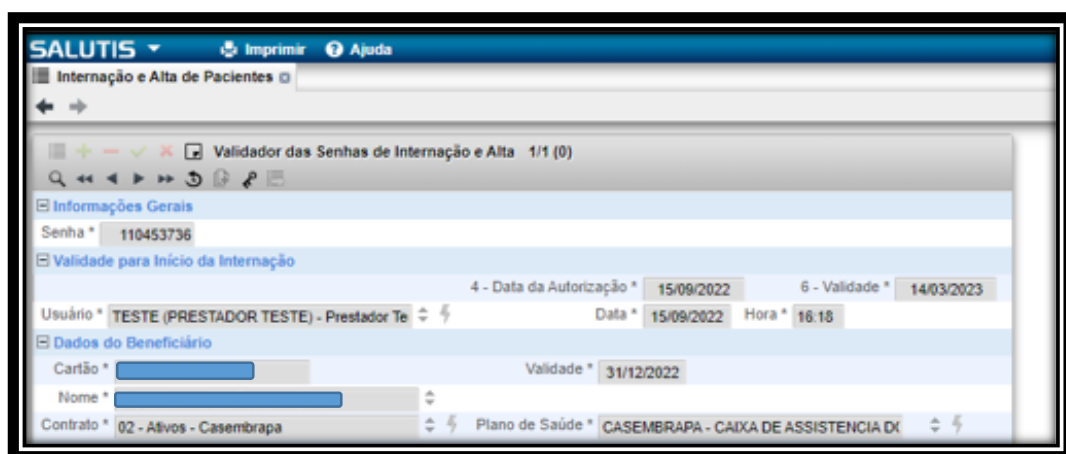 SALUTIS Imprimir Ajuda
Internação e Alta de Pacientes
Validador das Senhas de Internação e Alta 1/1 (0)
Informações Gerais
Senha * 110453736
Validade para Início da Internação
4 - Data da Autorização * 15/09/2022 6 - Validade * 14/03/2023
Usuário * TESTE (PRESTADOR TESTE) - Prestador Te Data * 15/09/2022 Hora * 16:18
Dados do Beneficiário
Cartão * Validade * 31/12/2022
Nome *
Contrato * 02 - Ativos - Casembrapa Plano de Saúde * CASEMBRAPA - CAIXA DE ASSISTENCIA DO